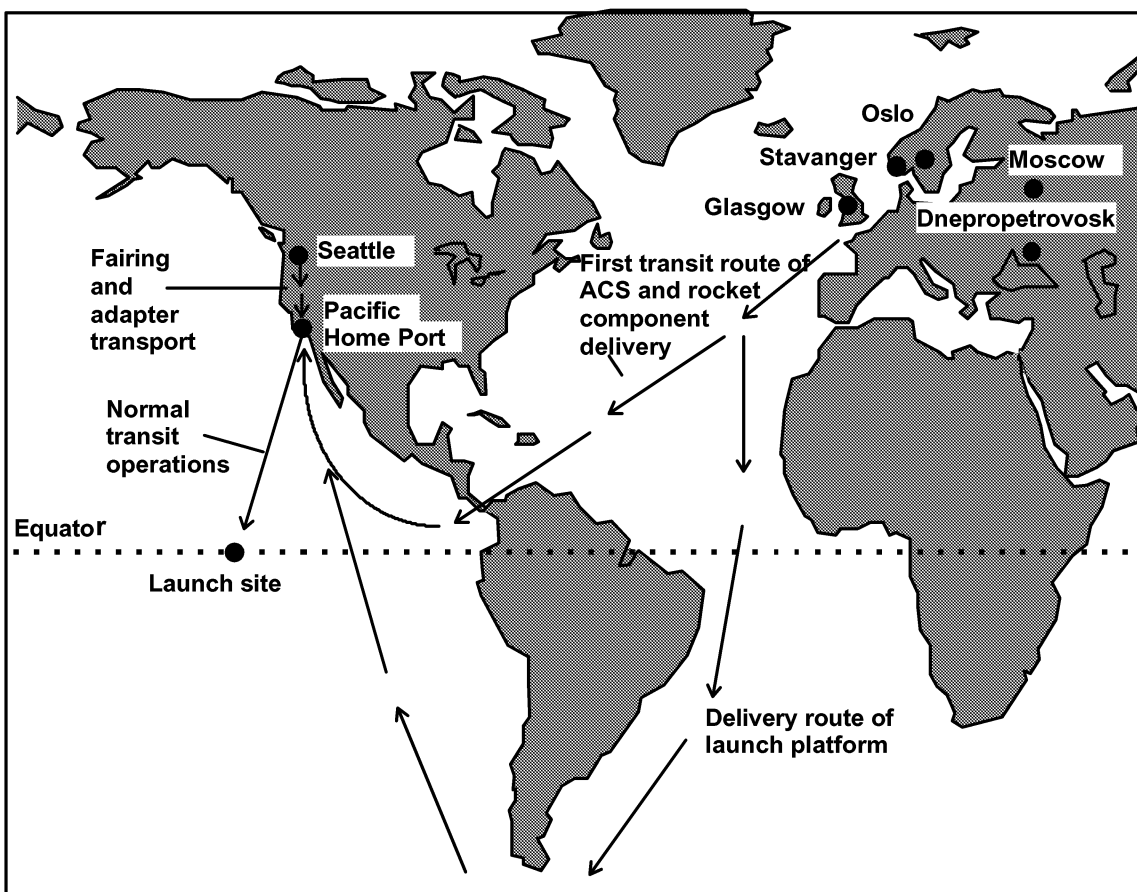 Oslo
Stavanger
Moscow
Glasgow
Dnepropetrovosk
Seattle
Fairing
and
adapter
transport
First transit route of
ACS and rocket
component
delivery
Pacific
Home Port
Normal
transit
operations
Equator
Launch site
Delivery route of
launch platform